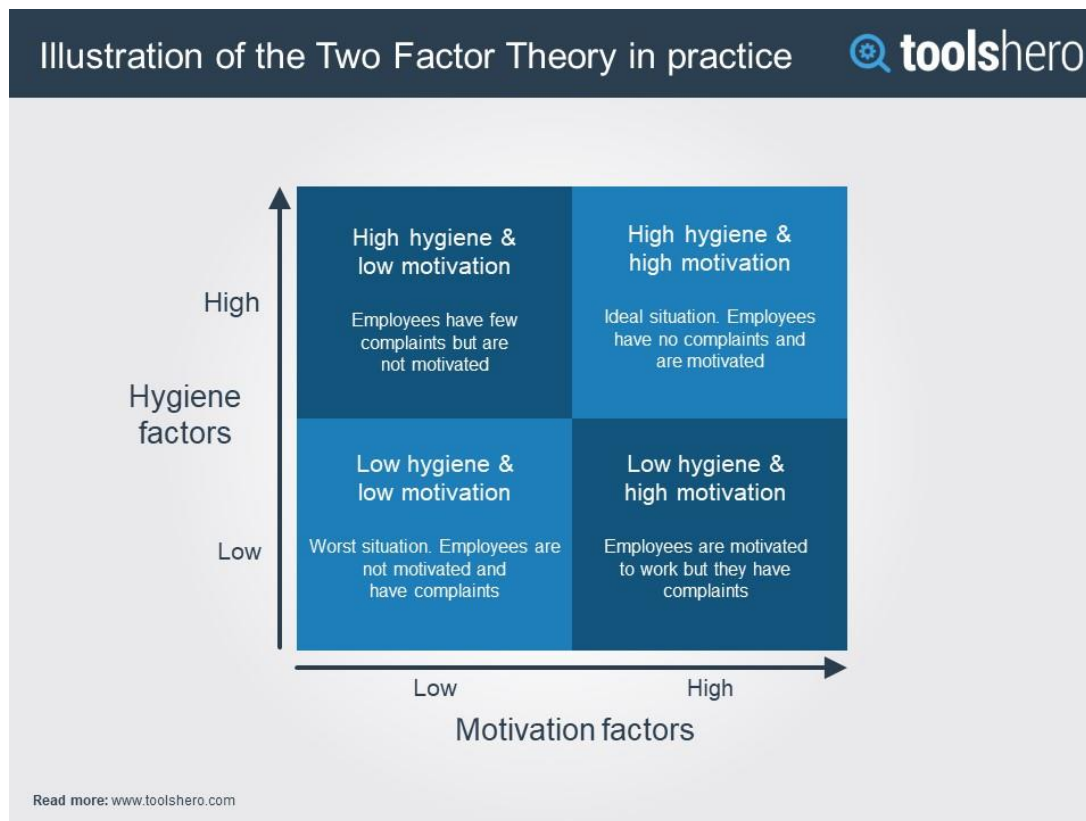 Illustration of the Two Factor Theory in practice
toolshero
High hygiene &
low motivation
Employees have few
complaints but are
not motivated
High hygiene &
high motivation
Ideal situation. Employees
have no complaints and
are motivated
High
Hygiene
factors
Low hygiene &
low motivation
Worst situation. Employees are
not motivated and
have complaints
Low hygiene &
high motivation
Employees are motivated
to work but they have
complaints
Low
Low
High
Motivation factors
Read more: www.toolshero.com